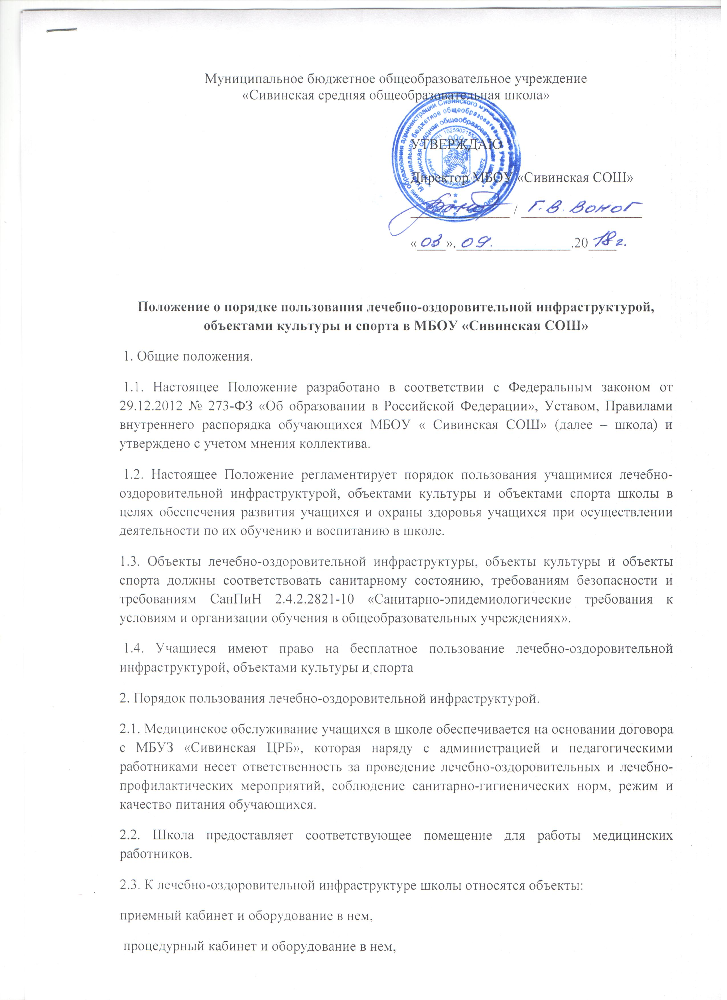 Муниципальное бюджетное общеобразовательное учреждение
«Сивинская средняя общеобразовательная школа»
УТВЕРЖДАЮ
Директор МБОУ «Сивинская СОШ»
/ Г.В. Воног
«03».09.20 18г.
Положение о порядке пользования лечебно-оздоровительной инфраструктурой,
объектами культуры и спорта в МБОУ «Сивинская СОШ»
1. Общие положения.
1.1. Настоящее Положение разработано в соответствии с Федеральным законом от
29.12.2012 № 273-ФЗ «Об образовании в Российской Федерации», Уставом, Правилами
внутреннего распорядка обучающихся МБОУ « Сивинская СОШ» (далее – школа) и
утверждено с учетом мнения коллектива.
1.2. Настоящее Положение регламентирует порядок пользования учащимися лечебно-
оздоровительной инфраструктурой, объектами культуры и объектами спорта школы в
целях обеспечения развития учащихся и охраны здоровья учащихся при осуществлении
деятельности по их обучению и воспитанию в школе.
1.3. Объекты лечебно-оздоровительной инфраструктуры, объекты культуры и объекты
спорта должны соответствовать санитарному состоянию, требованиям безопасности и
требованиям СанПиН 2.4.2.2821-10 «Санитарно-эпидемиологические требования к
условиям и организации обучения в общеобразовательных учреждениях».
1.4. Учащиеся имеют право на бесплатное пользование лечебно-оздоровительной
инфраструктурой, объектами культуры и спорта
2. Порядок пользования лечебно-оздоровительной инфраструктурой.
2.1. Медицинское обслуживание учащихся в школе обеспечивается на основании договора
с МБУЗ «Сивинская ЦРБ», которая наряду с администрацией и педагогическими
работниками несет ответственность за проведение лечебно-оздоровительных и лечебно-
профилактических мероприятий, соблюдение санитарно-гигиенических норм, режим и
качество питания обучающихся.
2.2. Школа предоставляет соответствующее помещение для работы медицинских
работников.
2.3. К лечебно-оздоровительной инфраструктуре школы относятся объекты:
приемный кабинет и оборудование в нем,
процедурный кабинет и оборудование в нем,